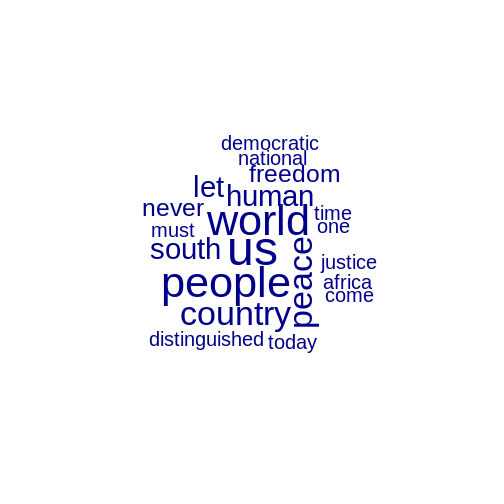 democratic
national
freedom
let
human
never
world
time
one
must
south
us
peace
justice
people
africa
come
country
distinguished
today